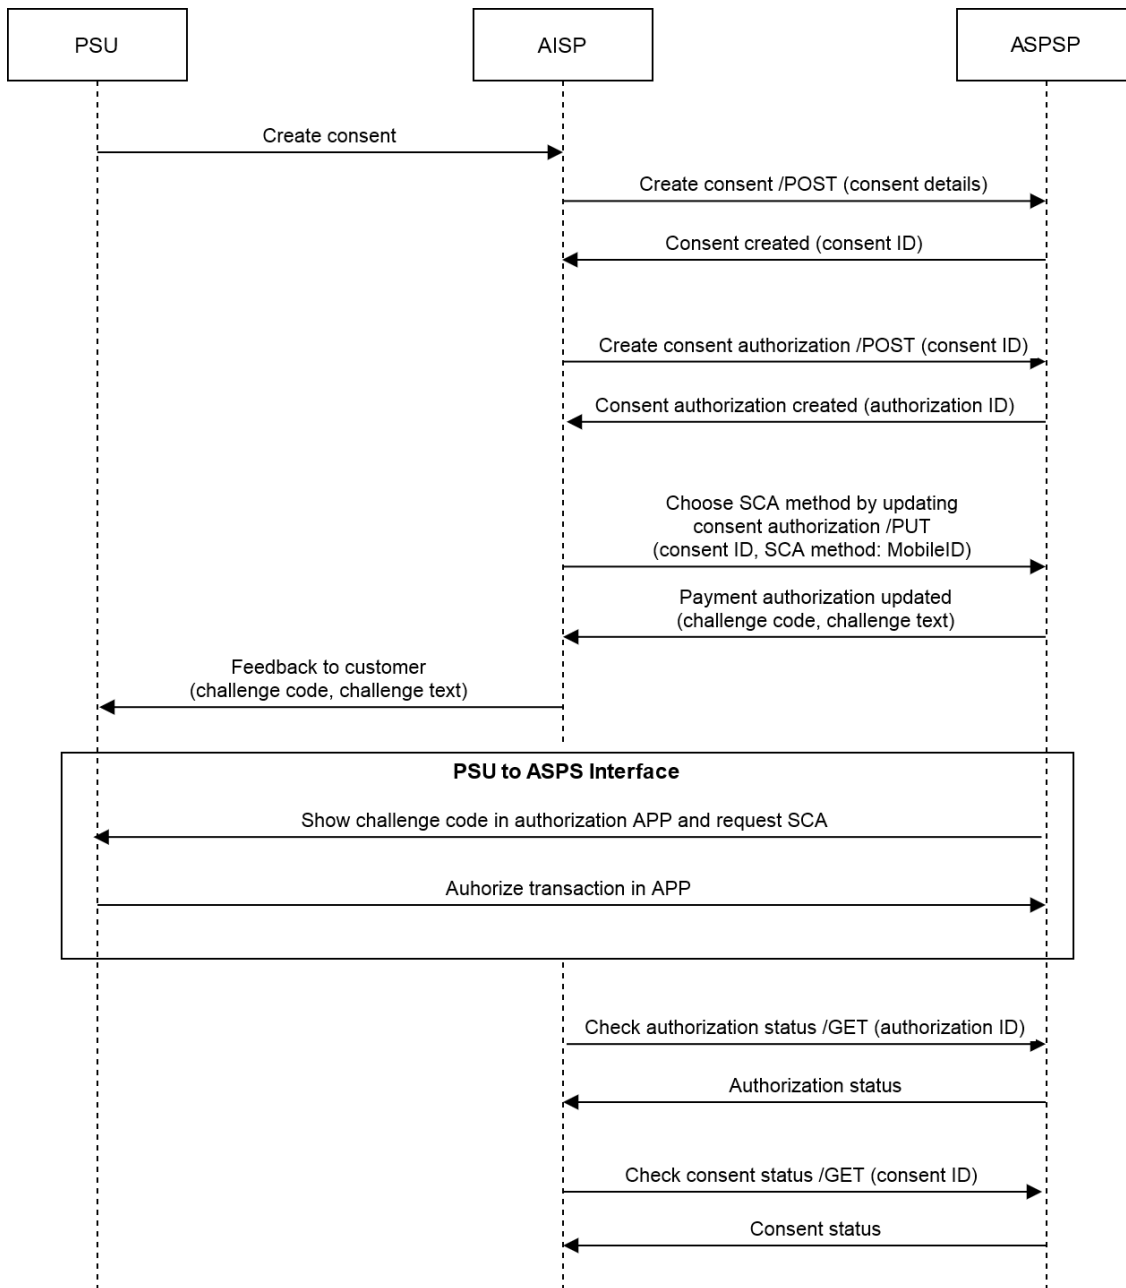 PSU
AISP
ASPSP
Create consent
Create consent /POST (consent details)
Consent created (consent ID)
Create consent authorization /POST (consent ID)
Consent authorization created (authorization ID)
Choose SCA method by updating
consent authorization /PUT
(consent ID, SCA method: MobileID)
Payment authorization updated
(challenge code, challenge text)
Feedback to customer
(challenge code, challenge text)
PSU to ASPS Interface
Show challenge code in authorization APP and request SCA
Auhorize transaction in APP
Check authorization status /GET (authorization ID)
Authorization status
Check consent status /GET (consent ID)
Consent status